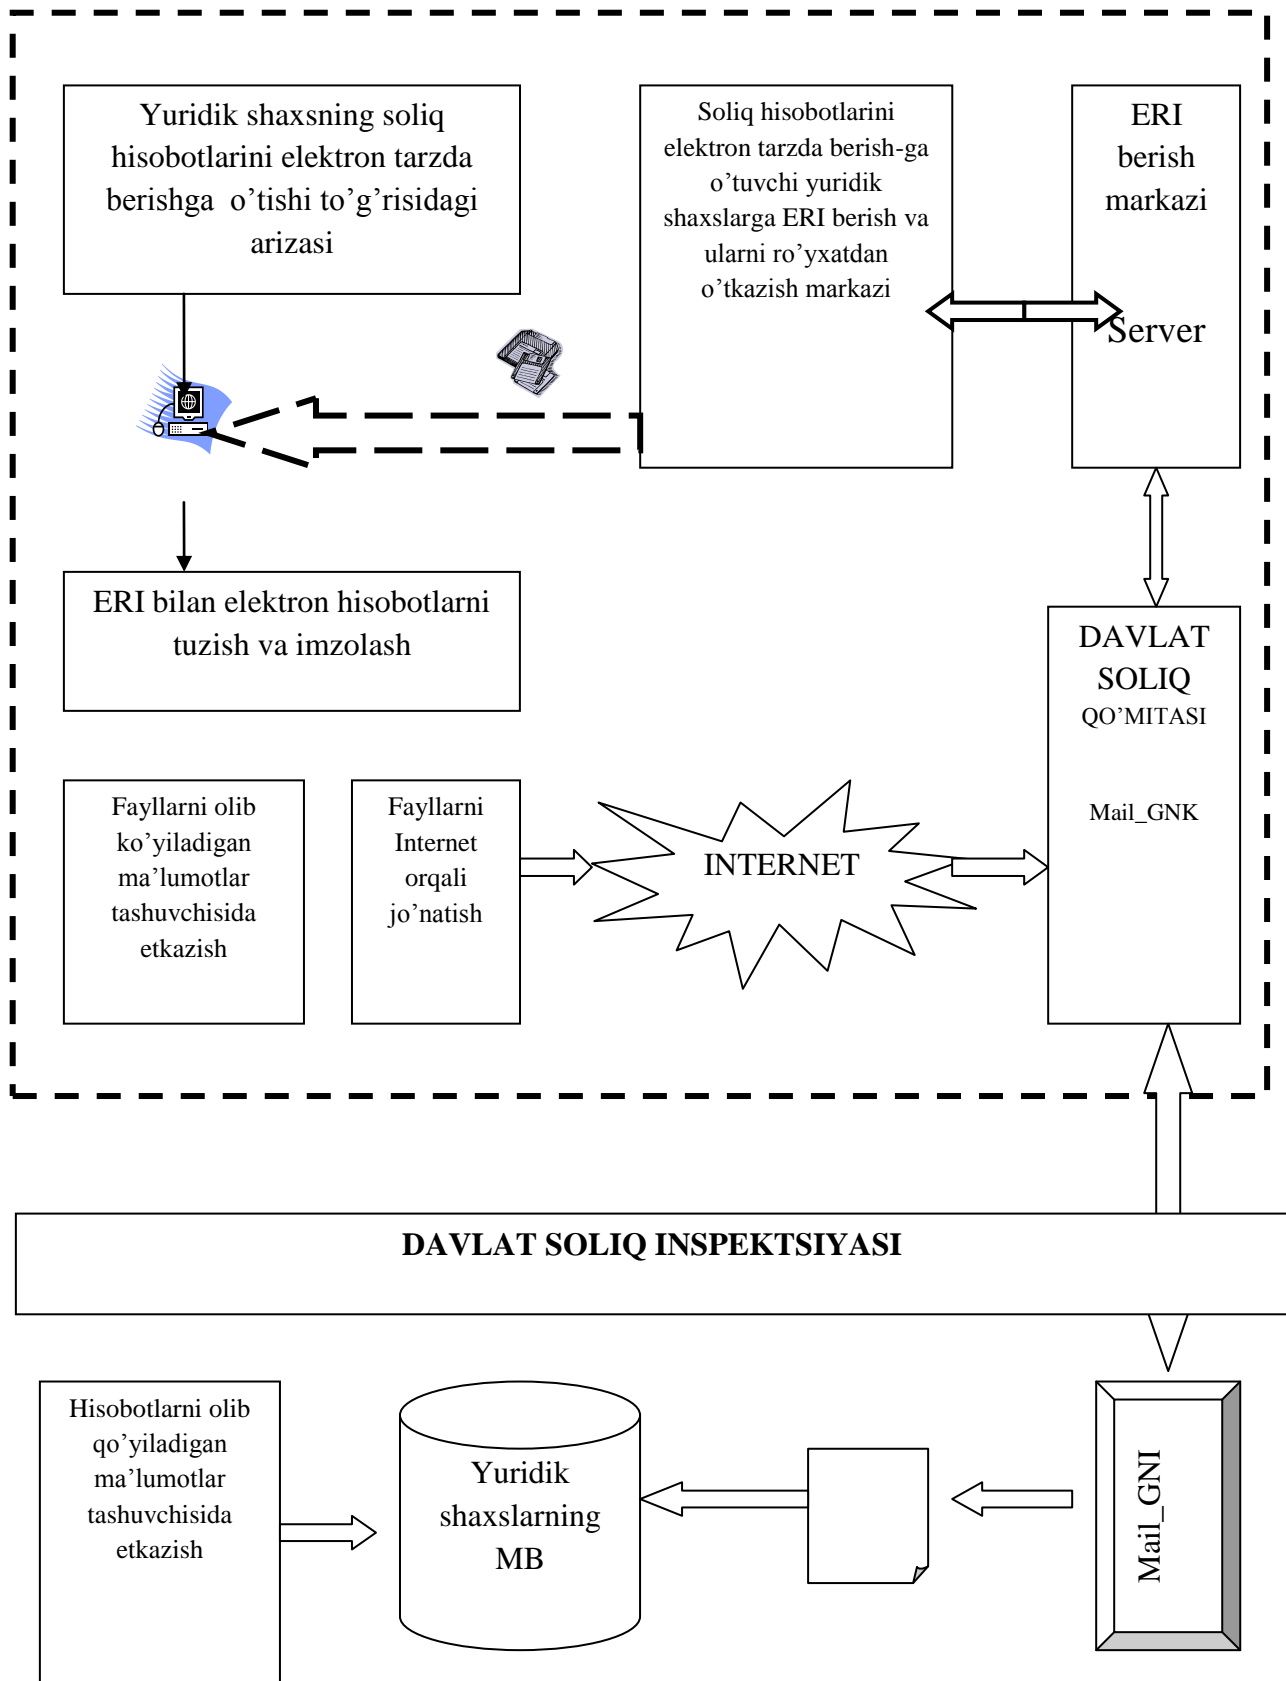 Yuridik shaxsning soliq
hisobotlarini elektron tarzda
berishga o’tishi to’g’risidagi
arizasi
Soliq hisobotlarini
elektron tarzda berish-ga
o’tuvchi yuridik
shaxslarga ERI berish va
ularni ro’yxatdan
o’tkazish markazi
ERI
berish
markazi
Server
ERI bilan elektron hisobotlarni
tuzish va imzolash
DAVLAT
SOLIQ
QO’MITASI
Mail_GNK
Fayllarni olib
ko’yiladigan
ma’lumotlar
tashuvchisida
etkazish
Fayllarni
Internet
orqali
jo’natish
INTERNET
DAVLAT SOLIQ INSPEKTSIYASI
Hisobotlarni olib
qo’yiladigan
ma’lumotlar
tashuvchisida
etkazish
Yuridik
shaxslarning
MB
Mail_GNI